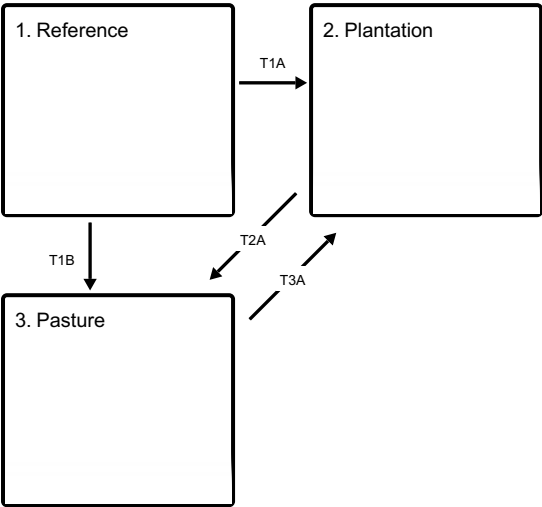 1. Reference
2. Plantation
T1A
T2A
T1B
T3A
3. Pasture